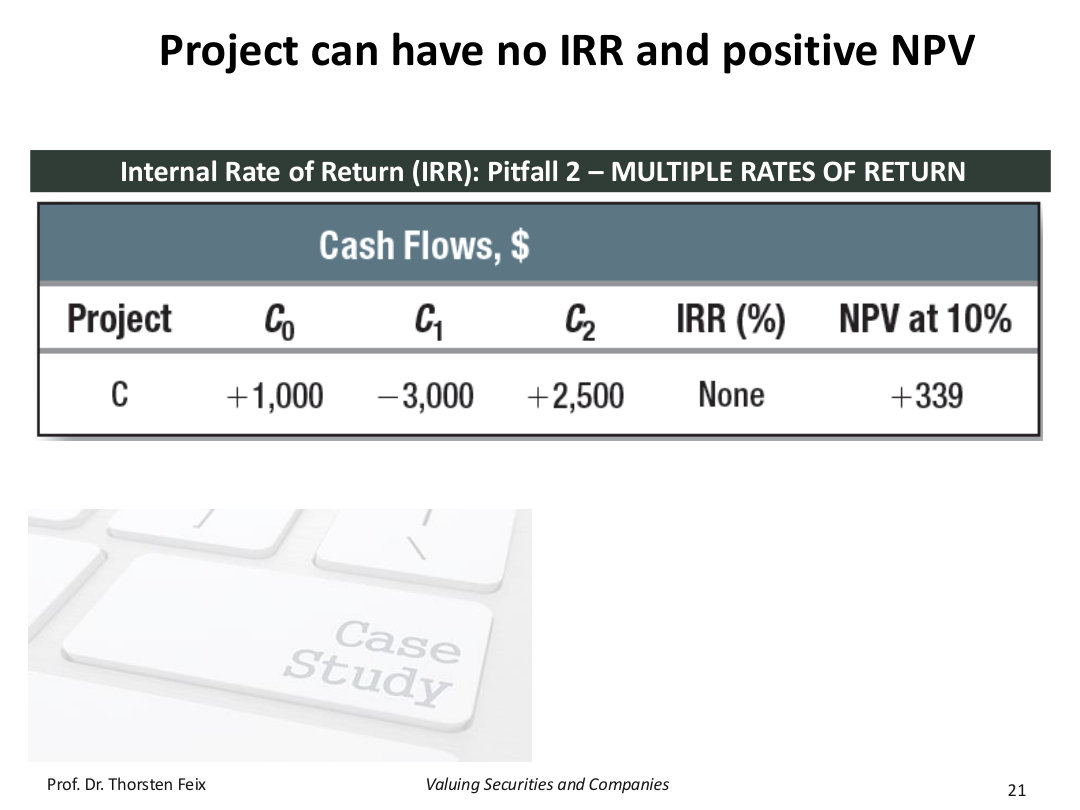 Project can have no IRR and positive NPV
Internal Rate of Return (IRR): Pitfall 2 – MULTIPLE RATES OF RETURN
Cash Flows, $
Project C₀ C₁ C₂ IRR (%) NPV at 10%
C +1,000 −3,000 +2,500 None +339
Case
Study
Prof. Dr. Thorsten Feix Valuing Securities and Companies 21